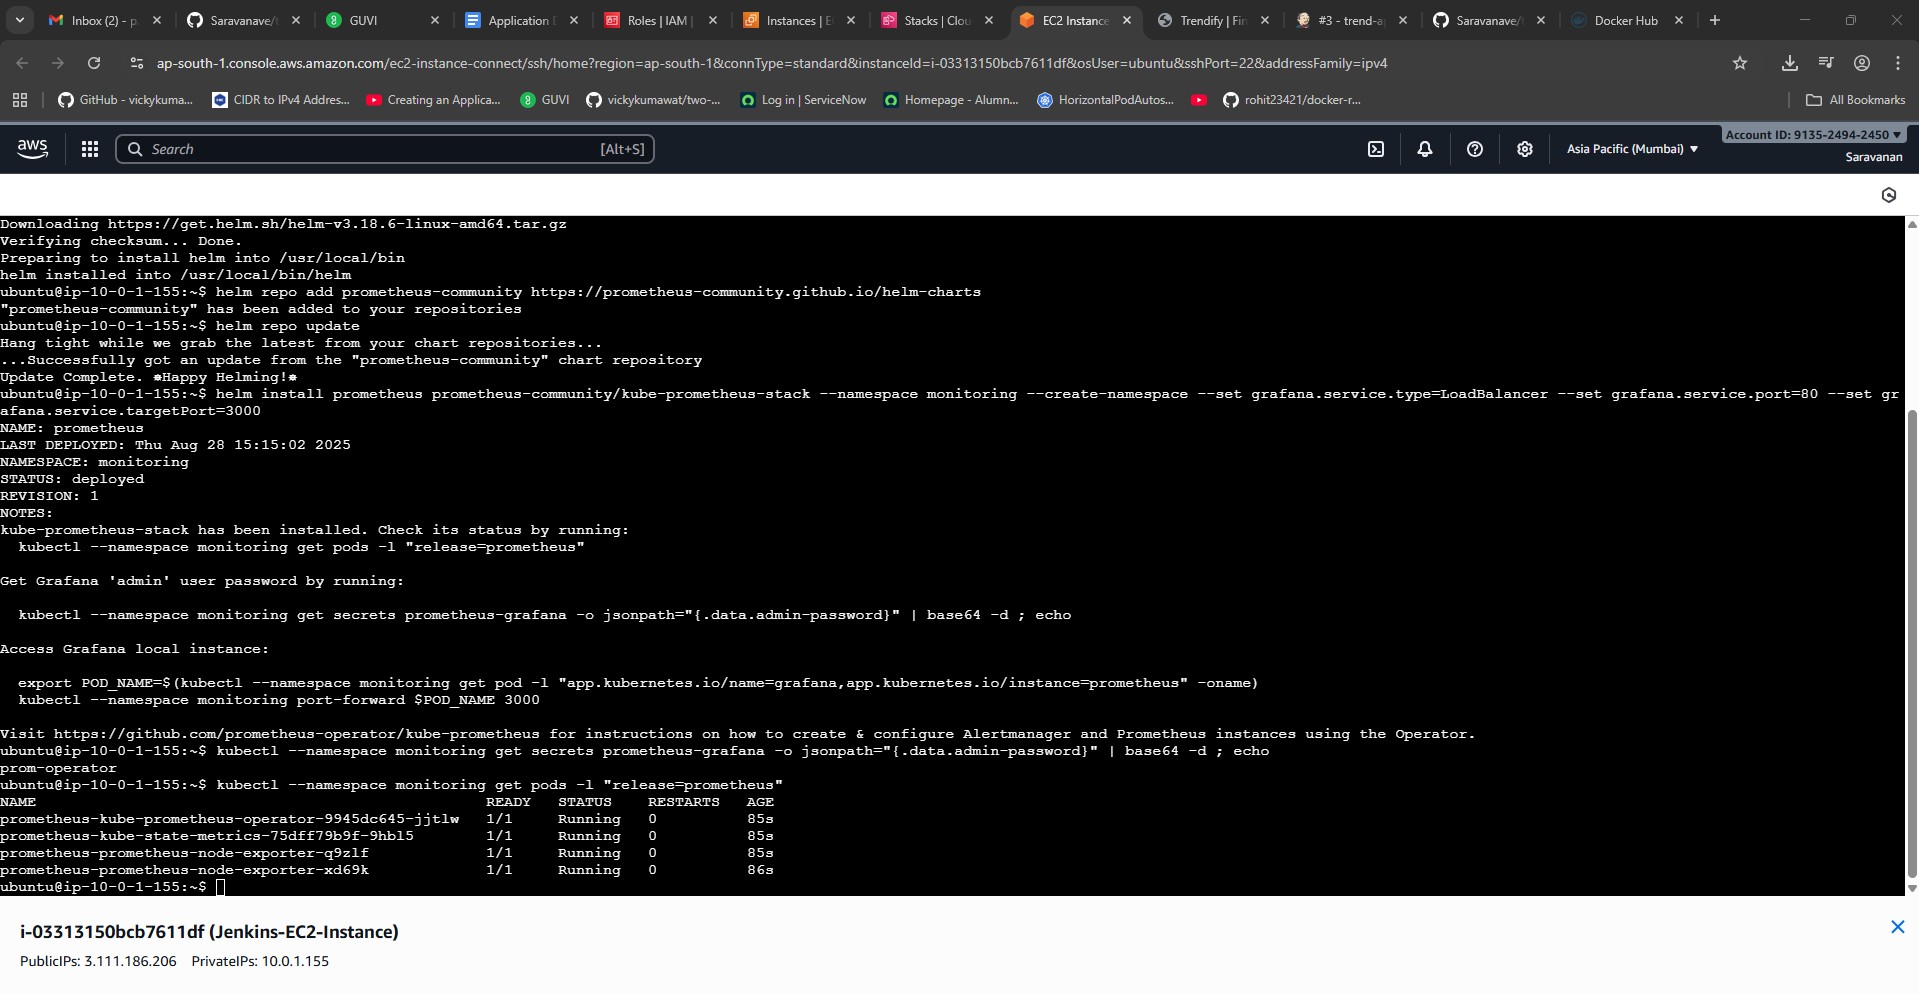 Inbox (2) - p
Saravanave/t
GUVI
Application D
Roles | IAM |
Instances | E
Stacks | Clou
EC2 Instance
Trendify | Fin
#3 - trend-a
Saravanave/
Docker Hub
ap-south-1.console.aws.amazon.com/ec2-instance-connect/ssh/home?region=ap-south-1&connType=standard&instanceId=i-03313150bcb7611df&osUser=ubuntu&sshPort=22&addressFamily=ipv4
GitHub - vickykuma...
CIDR to IPv4 Addres...
Creating an Applica...
GUVI
vickykumawat/two-...
Log in | ServiceNow
Homepage - Alumn...
HorizontalPodAutos...
rohit23421/docker-r...
All Bookmarks
aws
Search
[Alt+S]
Asia Pacific (Mumbai)
Account ID: 9135-2494-2450
Saravanan
Downloading https://get.helm.sh/helm-v3.18.6-linux-amd64.tar.gz
Verifying checksum... Done.
Preparing to install helm into /usr/local/bin
helm installed into /usr/local/bin/helm
ubuntu@ip-10-0-1-155:~$ helm repo add prometheus-community https://prometheus-community.github.io/helm-charts
"prometheus-community" has been added to your repositories
ubuntu@ip-10-0-1-155:~$ helm repo update
Hang tight while we grab the latest from your chart repositories...
...Successfully got an update from the "prometheus-community" chart repository
Update Complete. ⎈Happy Helming!⎈
ubuntu@ip-10-0-1-155:~$ helm install prometheus prometheus-community/kube-prometheus-stack --namespace monitoring --create-namespace --set grafana.service.type=LoadBalancer --set grafana.service.port=80 --set gr
afana.service.targetPort=3000
NAME: prometheus
LAST DEPLOYED: Thu Aug 28 15:15:02 2025
NAMESPACE: monitoring
STATUS: deployed
REVISION: 1
NOTES:
kube-prometheus-stack has been installed. Check its status by running:
kubectl --namespace monitoring get pods -l "release=prometheus"
Get Grafana 'admin' user password by running:
kubectl --namespace monitoring get secrets prometheus-grafana -o jsonpath="{.data.admin-password}" | base64 -d ; echo
Access Grafana local instance:
export POD_NAME=$(kubectl --namespace monitoring get pod -l "app.kubernetes.io/name=grafana,app.kubernetes.io/instance=prometheus" -oname)
kubectl --namespace monitoring port-forward $POD_NAME 3000
Visit https://github.com/prometheus-operator/kube-prometheus for instructions on how to create & configure Alertmanager and Prometheus instances using the Operator.
ubuntu@ip-10-0-1-155:~$ kubectl --namespace monitoring get secrets prometheus-grafana -o jsonpath="{.data.admin-password}" | base64 -d ; echo
prom-operator
ubuntu@ip-10-0-1-155:~$ kubectl --namespace monitoring get pods -l "release=prometheus"
NAME READY STATUS RESTARTS AGE
prometheus-kube-prometheus-operator-9945dc645-jjtlw 1/1 Running 0 85s
prometheus-kube-state-metrics-75dff79b9f-9hbl5 1/1 Running 0 85s
prometheus-prometheus-node-exporter-q9zlf 1/1 Running 0 85s
prometheus-prometheus-node-exporter-xd69k 1/1 Running 0 86s
ubuntu@ip-10-0-1-155:~$
i-03313150bcb7611df (Jenkins-EC2-Instance)
PublicIPs: 3.111.186.206 PrivateIPs: 10.0.1.155